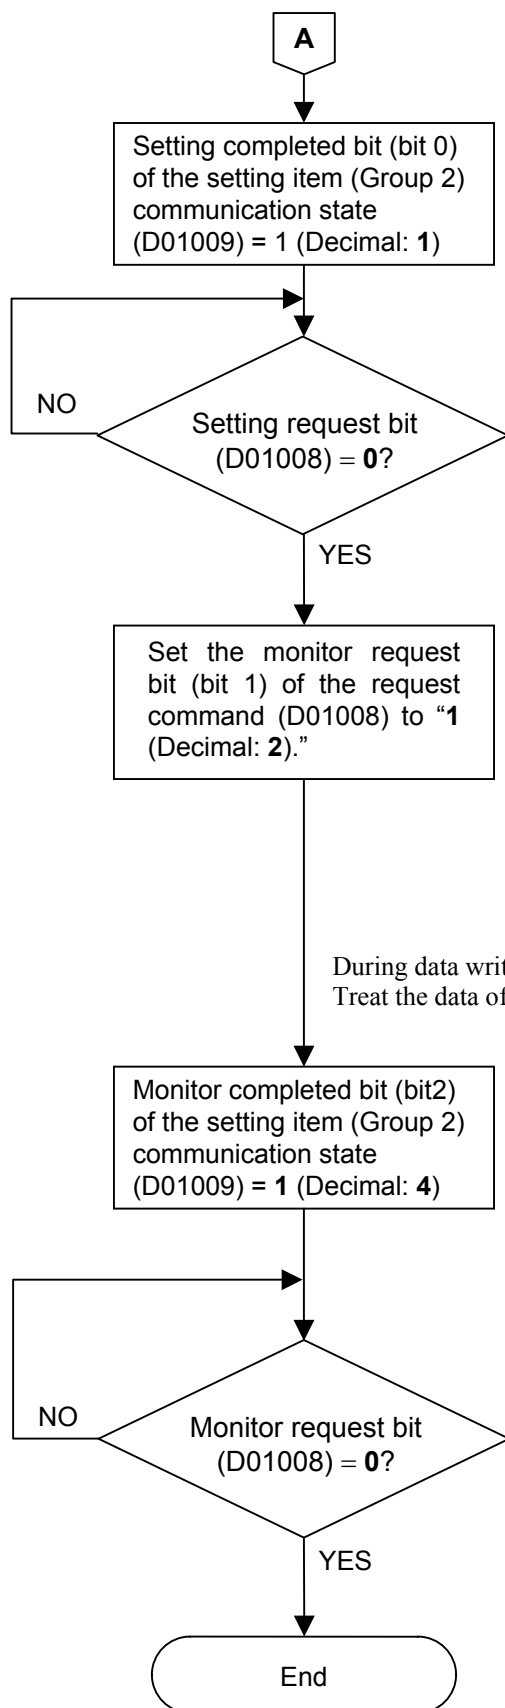 A
Setting completed bit (bit 0)
of the setting item (Group 2)
communication state
(D01009) = 1 (Decimal: 1)
NO
Setting request bit
(D01008) = 0?
YES
Set the monitor request
bit (bit 1) of the request
command (D01008) to “1
(Decimal: 2).”
During data writ
Treat the data of
Monitor completed bit (bit2)
of the setting item (Group 2)
communication state
(D01009) = 1 (Decimal: 4)
NO
Monitor request bit
(D01008) = 0?
YES
End